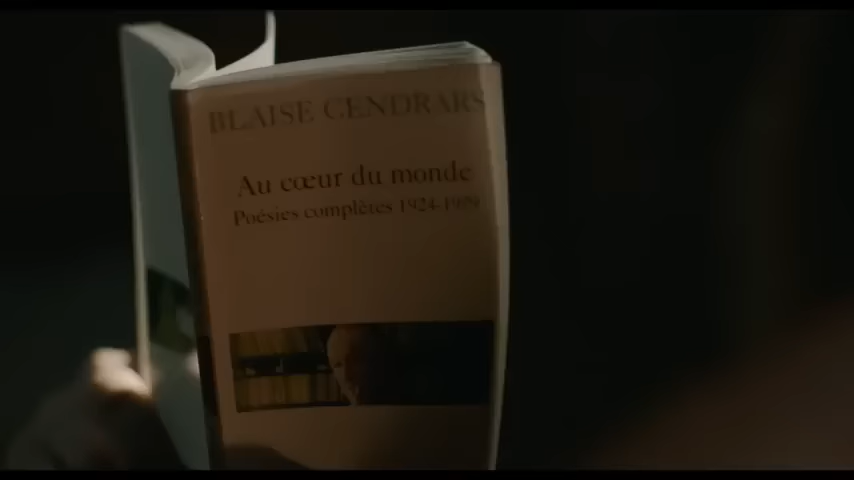 BLAISE CENDRARS
Au cœur du monde
Poésies complètes 1924-1929